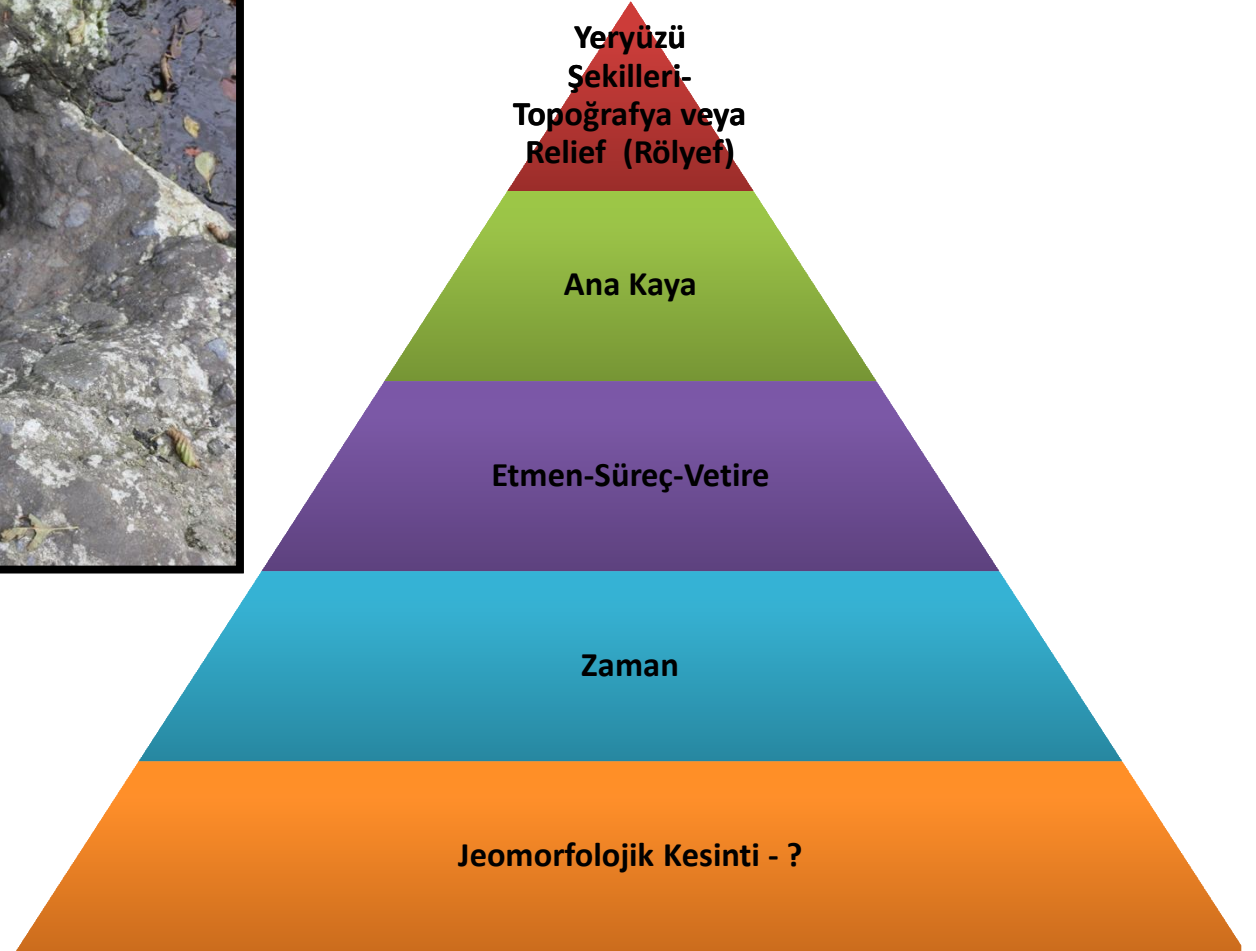 Yeryüzü
Şekilleri-
Topoğrafya veya
Relief  (Rölyef)
Ana Kaya
Etmen-Süreç-Vetire
Zaman
Jeomorfolojik Kesinti - ?